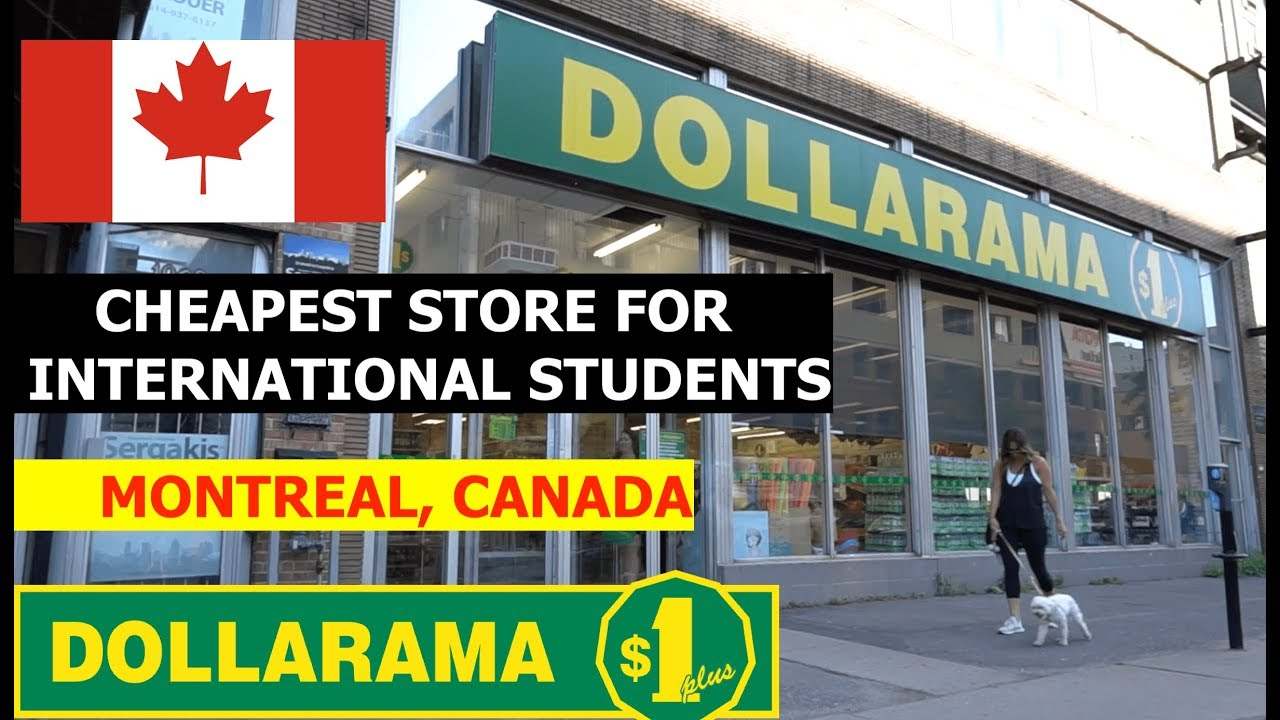 DOLLARAMA $1 plus
CHEAPEST STORE FOR
INTERNATIONAL STUDENTS
Sergakis
MONTREAL, CANADA
DOLLARAMA $1 plus